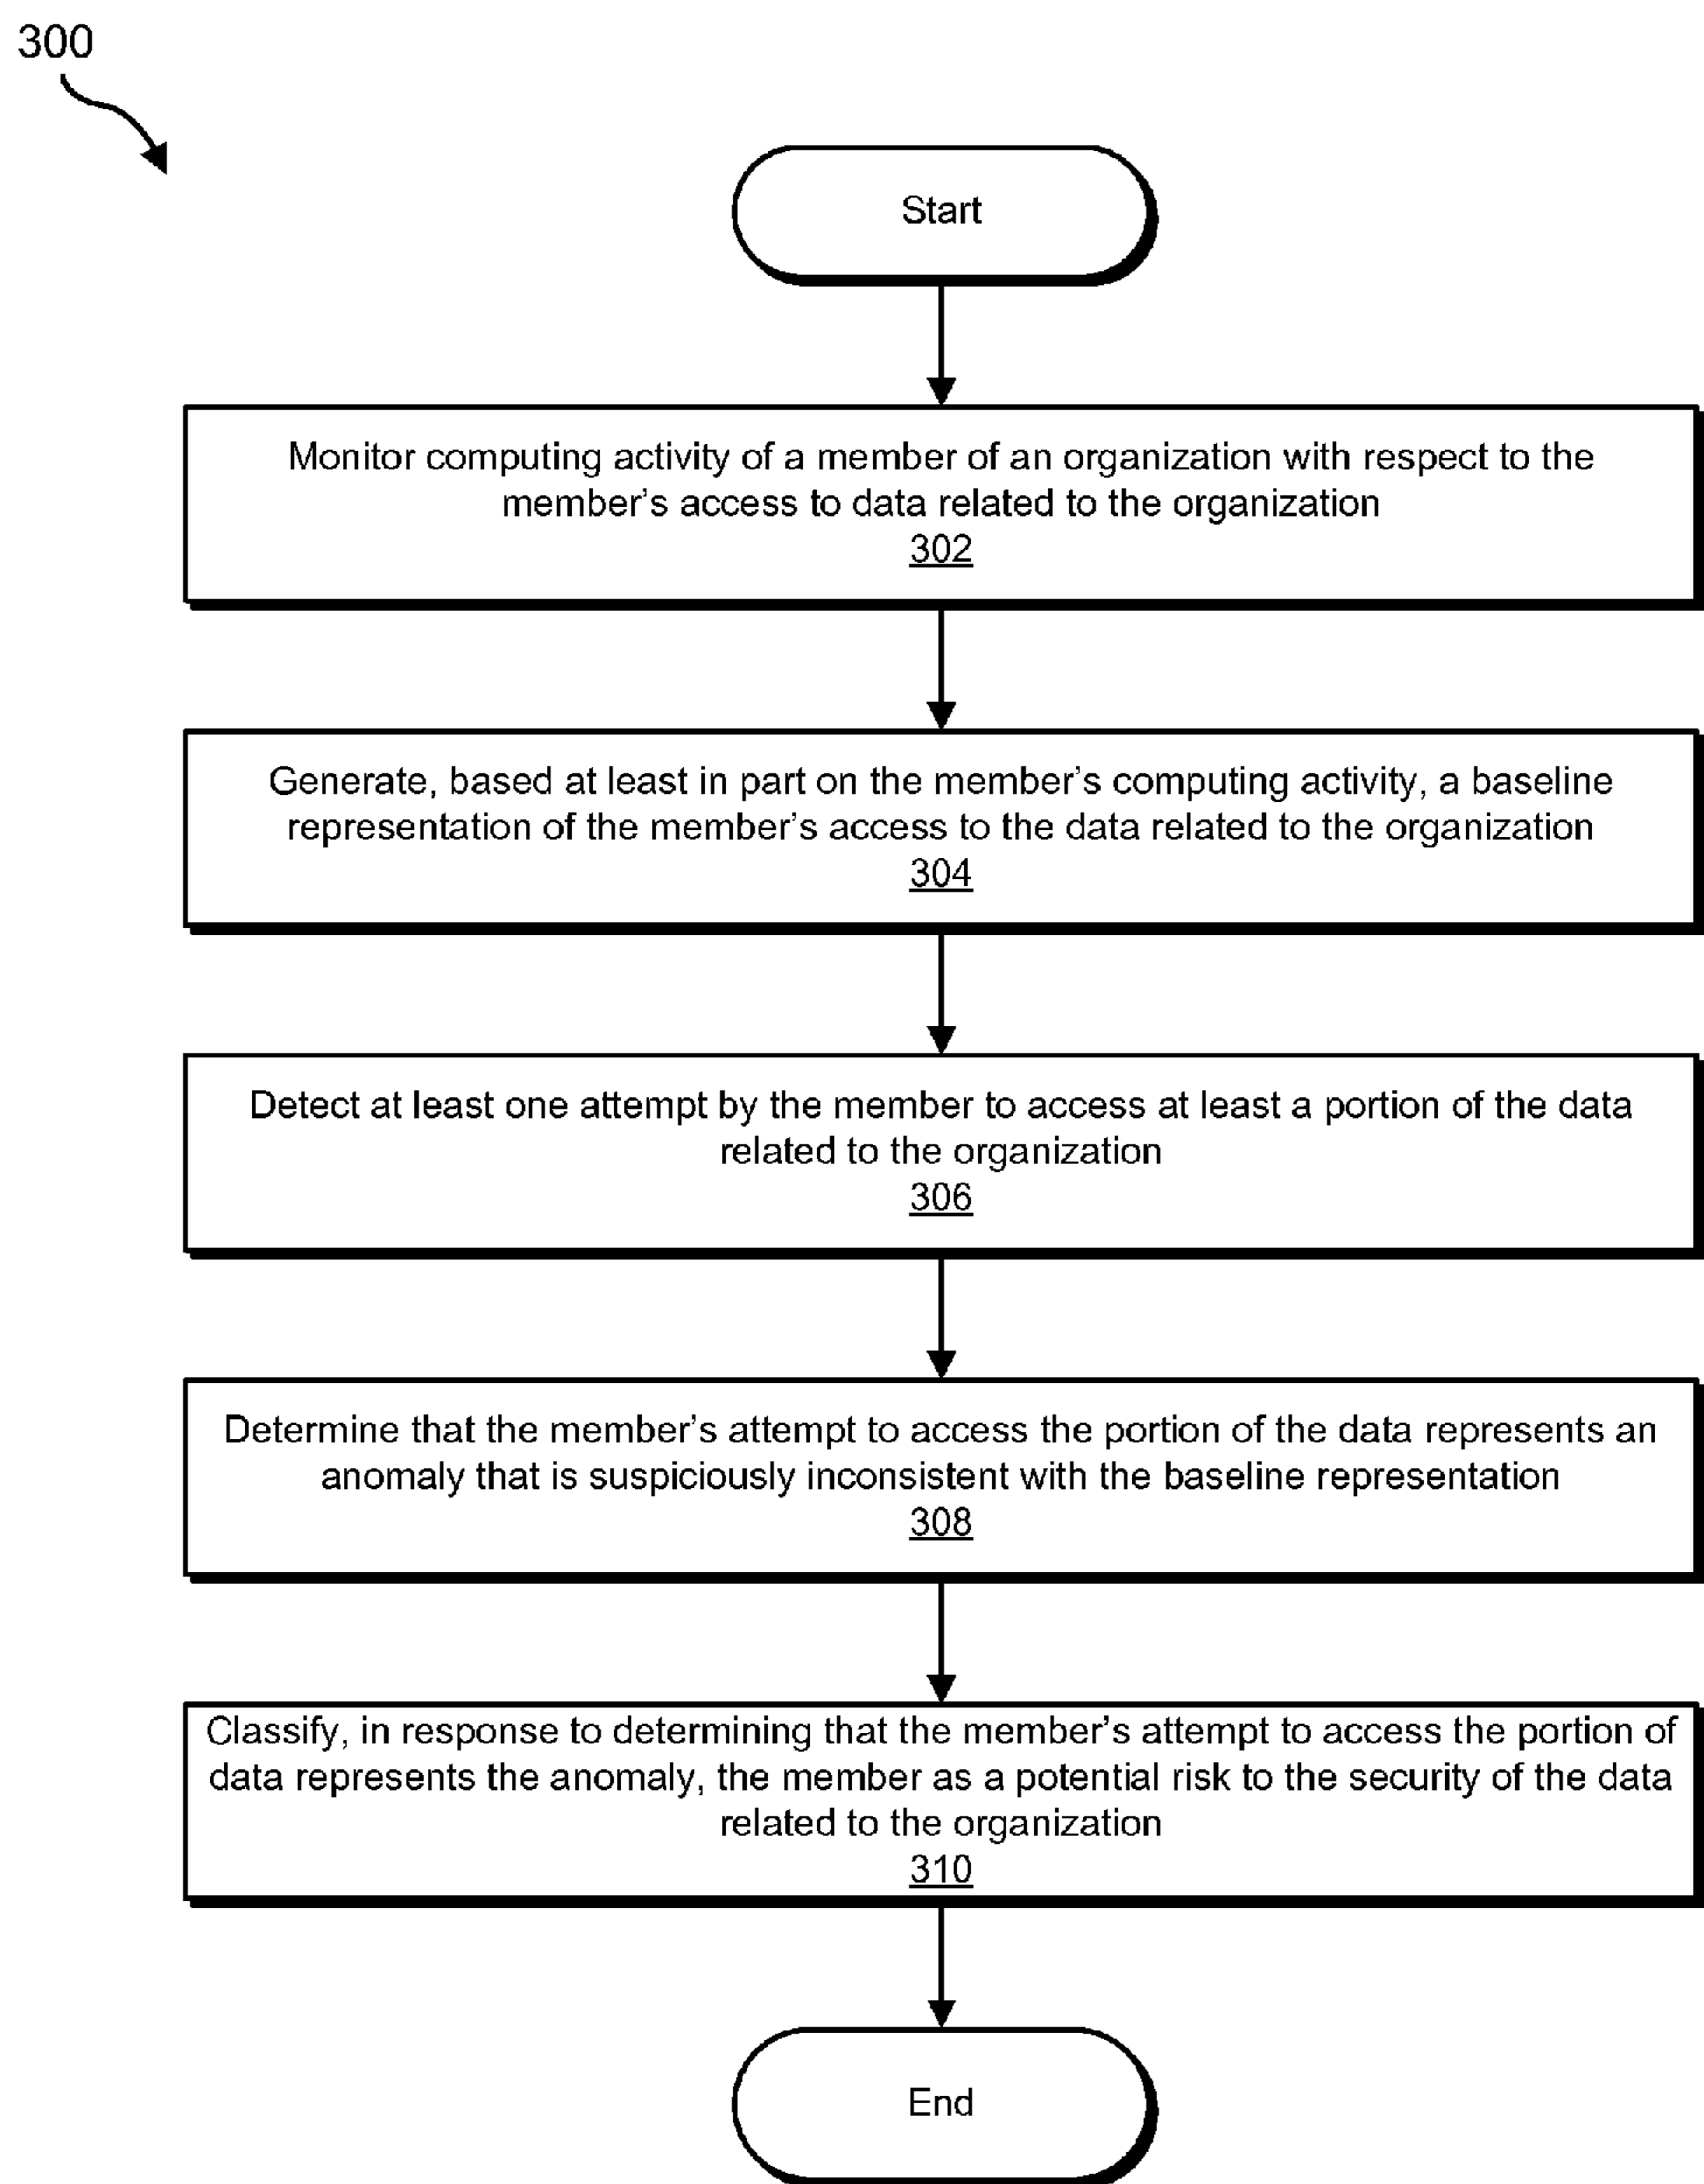 300
Start
Monitor computing activity of a member of an organization with respect to the
member's access to data related to the organization
302
Generate, based at least in part on the member's computing activity, a baseline
representation of the member's access to the data related to the organization
304
Detect at least one attempt by the member to access at least a portion of the data
related to the organization
306
Determine that the member's attempt to access the portion of the data represents an
anomaly that is suspiciously inconsistent with the baseline representation
308
Classify, in response to determining that the member's attempt to access the portion of
data represents the anomaly, the member as a potential risk to the security of the data
related to the organization
310
End